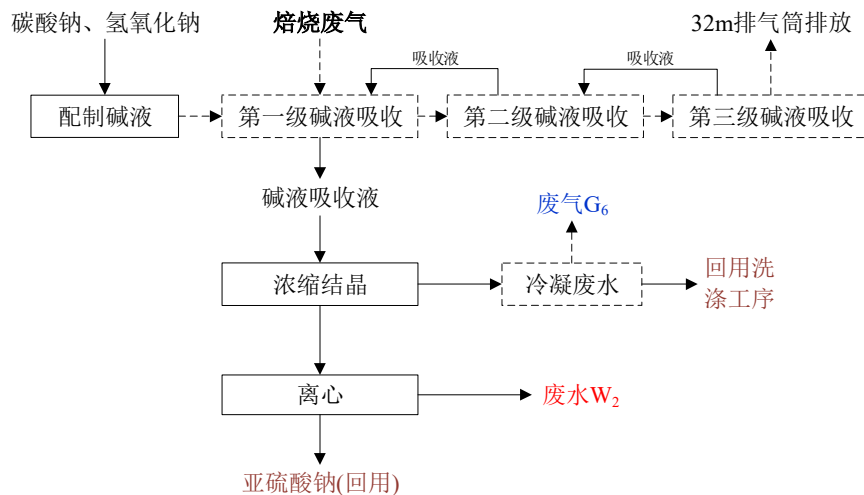 碳酸钠、氢氧化钠
焙烧废气
32m排气筒排放
吸收液
吸收液
配制碱液
第一级碱液吸收
第二级碱液吸收
第三级碱液吸收
碱液吸收液
废气G₆
浓缩结晶
冷凝废水
回用洗
涤工序
离心
废水W₂
亚硫酸钠(回用)